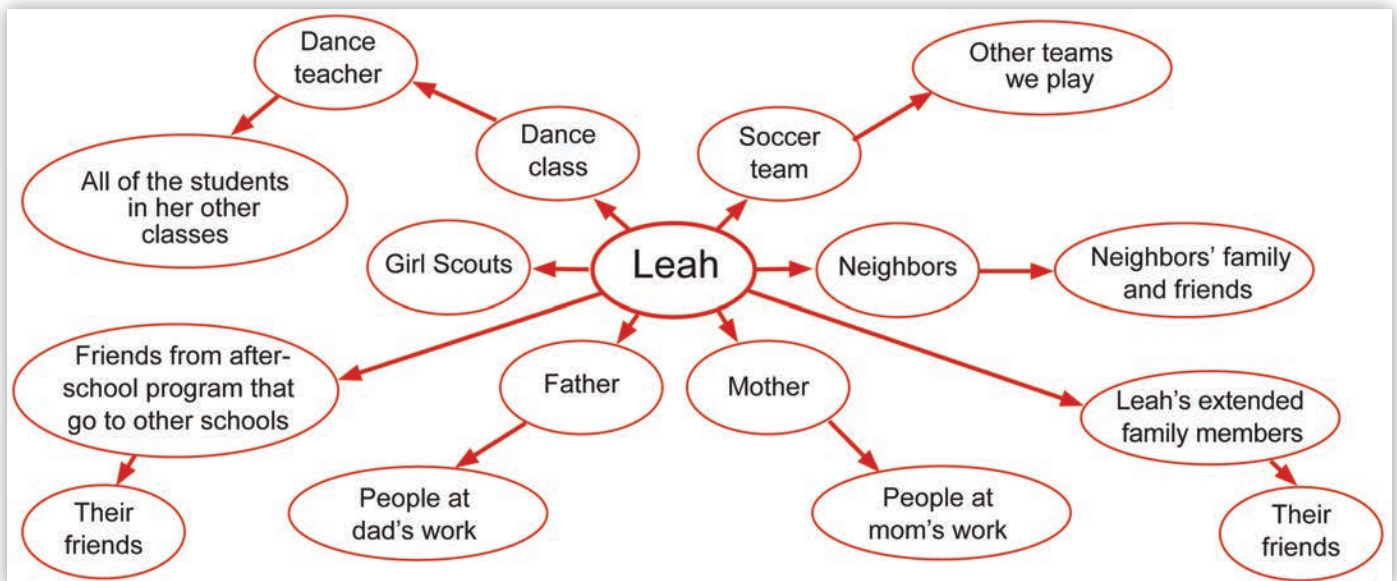 Dance
teacher
Other teams
we play
Dance
class
Soccer
team
All of the students
in her other
classes
Girl Scouts
Leah
Neighbors
Neighbors' family
and friends
Friends from after-
school program that
go to other schools
Father
Mother
Leah's extended
family members
Their
friends
People at
dad's work
People at
mom's work
Their
friends